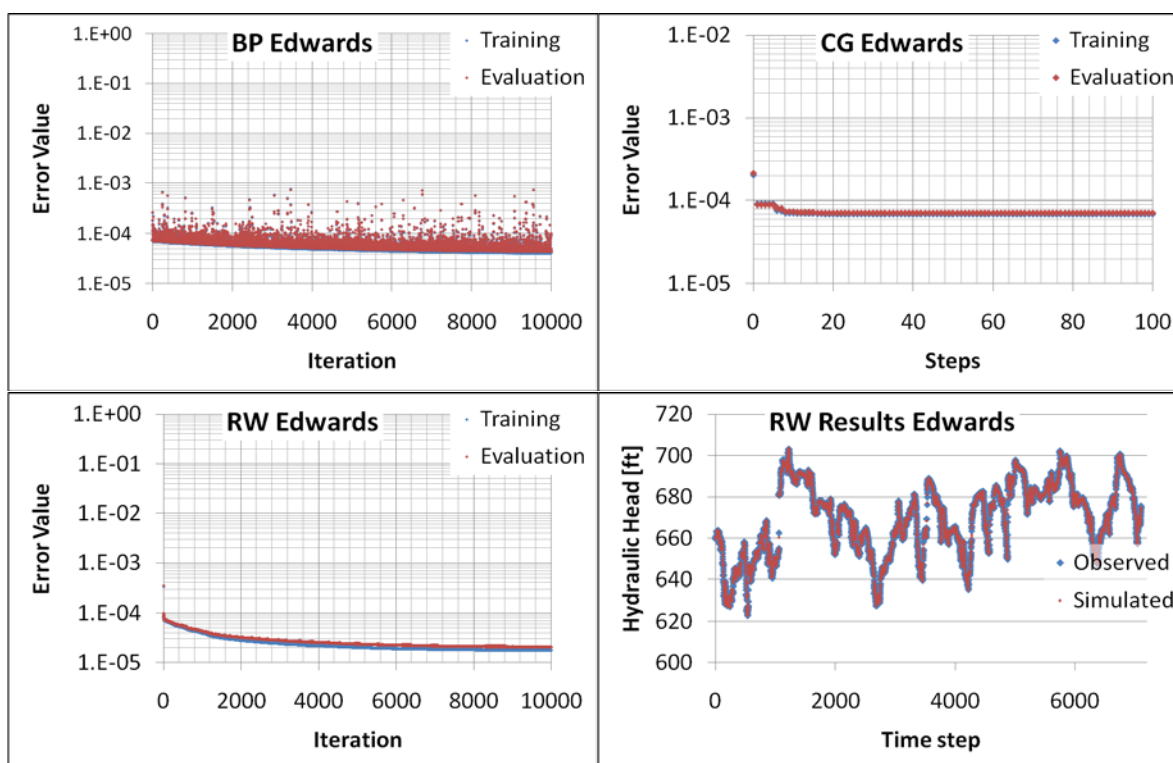 BP Edwards
Training
Evaluation
1.E+00
1.E-01
1.E-02
1.E-03
1.E-04
1.E-05
Error Value
0 2000 4000 6000 8000 10000
Iteration
CG Edwards
Training
Evaluation
1.E-02
1.E-03
1.E-04
1.E-05
Error Value
0 20 40 60 80 100
Steps
RW Edwards
Training
Evaluation
1.E+00
1.E-01
1.E-02
1.E-03
1.E-04
1.E-05
Error Value
0 2000 4000 6000 8000 10000
Iteration
RW Results Edwards
720
700
680
660
640
620
600
Hydraulic Head [ft]
Observed
Simulated
0 2000 4000 6000
Time step